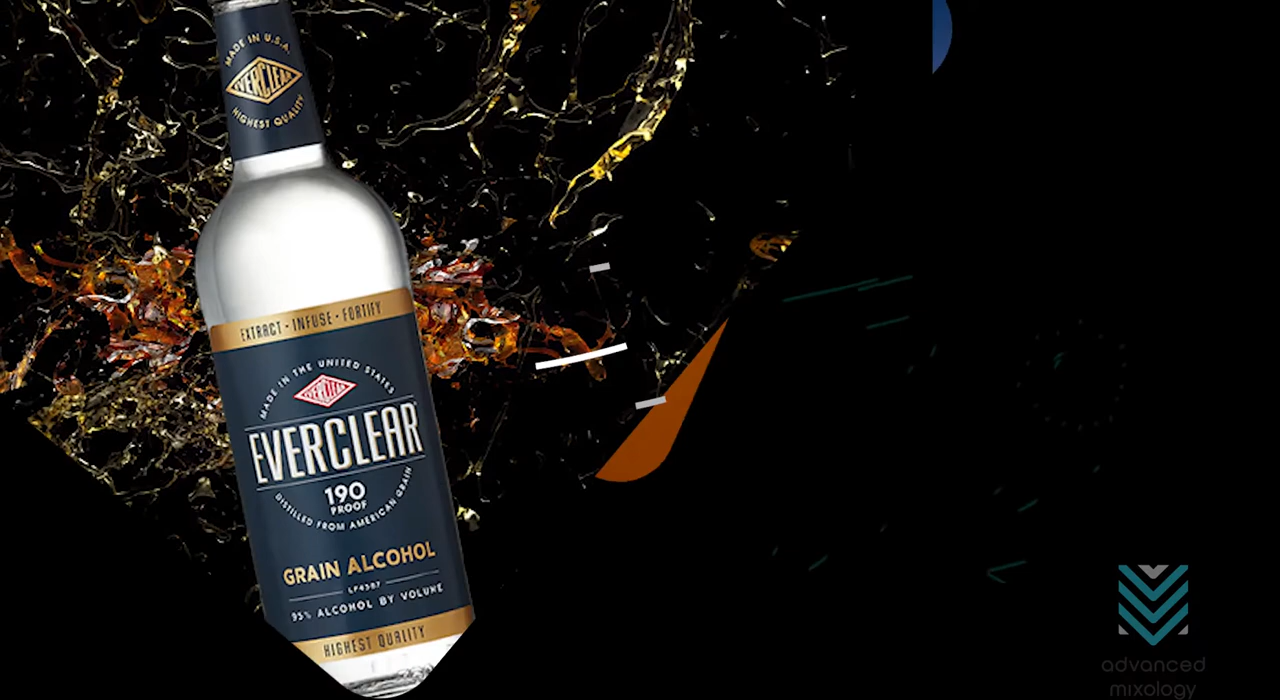 MADE IN U.S.A.
EVERCLEAR
HIGHEST QUALITY
EXTRACT · INFUSE · FORTIFY
MADE IN THE UNITED STATES
EVERCLEAR
EVERCLEAR
190
PROOF
DISTILLED FROM AMERICAN GRAIN
GRAIN ALCOHOL
LF4587
95% ALCOHOL BY VOLUME
HIGHEST QUALITY
advanced
mixology